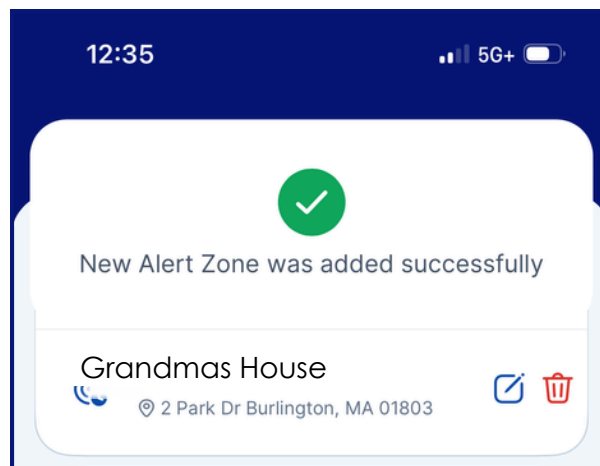 12:35 5G+
New Alert Zone was added successfully
Grandmas House
2 Park Dr Burlington, MA 01803